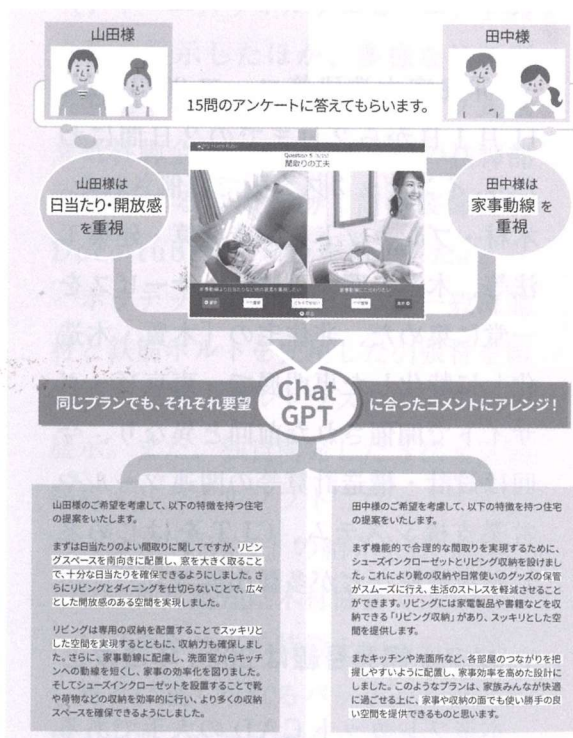 山田様
田中様
15問のアンケートに答えてもらいます。
間取りの工夫
山田様は
日当たり・開放感
を重視
田中様は
家事動線 を
重視
同じプランでも、それぞれ要望
Chat
GPT
に合ったコメントにアレンジ!
山田様のご希望を考慮して、以下の特徴を持つ住宅
の提案をいたします。
まずは日当たりのよい間取りに関してですが、リビン
グスペースを南向きに配置し、窓を大きく取ること
で、十分な日当たりを確保できるようにしました。さ
らにリビングとダイニングを仕切らないことで、広々
とした開放感のある空間を実現しました。
リビングは専用の収納を配置することでスッキリと
した空間を実現するとともに、収納力も確保しまし
た。さらに、家事動線に配慮し、洗面室からキッチ
ンへの動線を短くし、家事の効率化を図りました。
そしてシューズインクローゼットを設置することで靴
や荷物などの収納を効率的に行い、より多くの収納
スペースを確保できるようにしました。
田中様のご希望を考慮して、以下の特徴を持つ住宅
の提案をいたします。
まず機能的で合理的な間取りを実現するために、
シューズインクローゼットとリビング収納を設けまし
た。これにより靴の収納や日常使いのグッズの保管
がスムーズに行え、生活のストレスを軽減させること
ができます。リビングには家電製品や書籍などを収
納できる「リビング収納」があり、スッキリとした空
間を提供します。
またキッチンや洗面所など、各部屋のつながりを把
握しやすいように配置し、家事効率を高めた設計に
しました。このようなプランは、家族みんなが快適
に過ごせる上に、家事や収納の面でも使い勝手の良
い空間を提供できるものと思います。